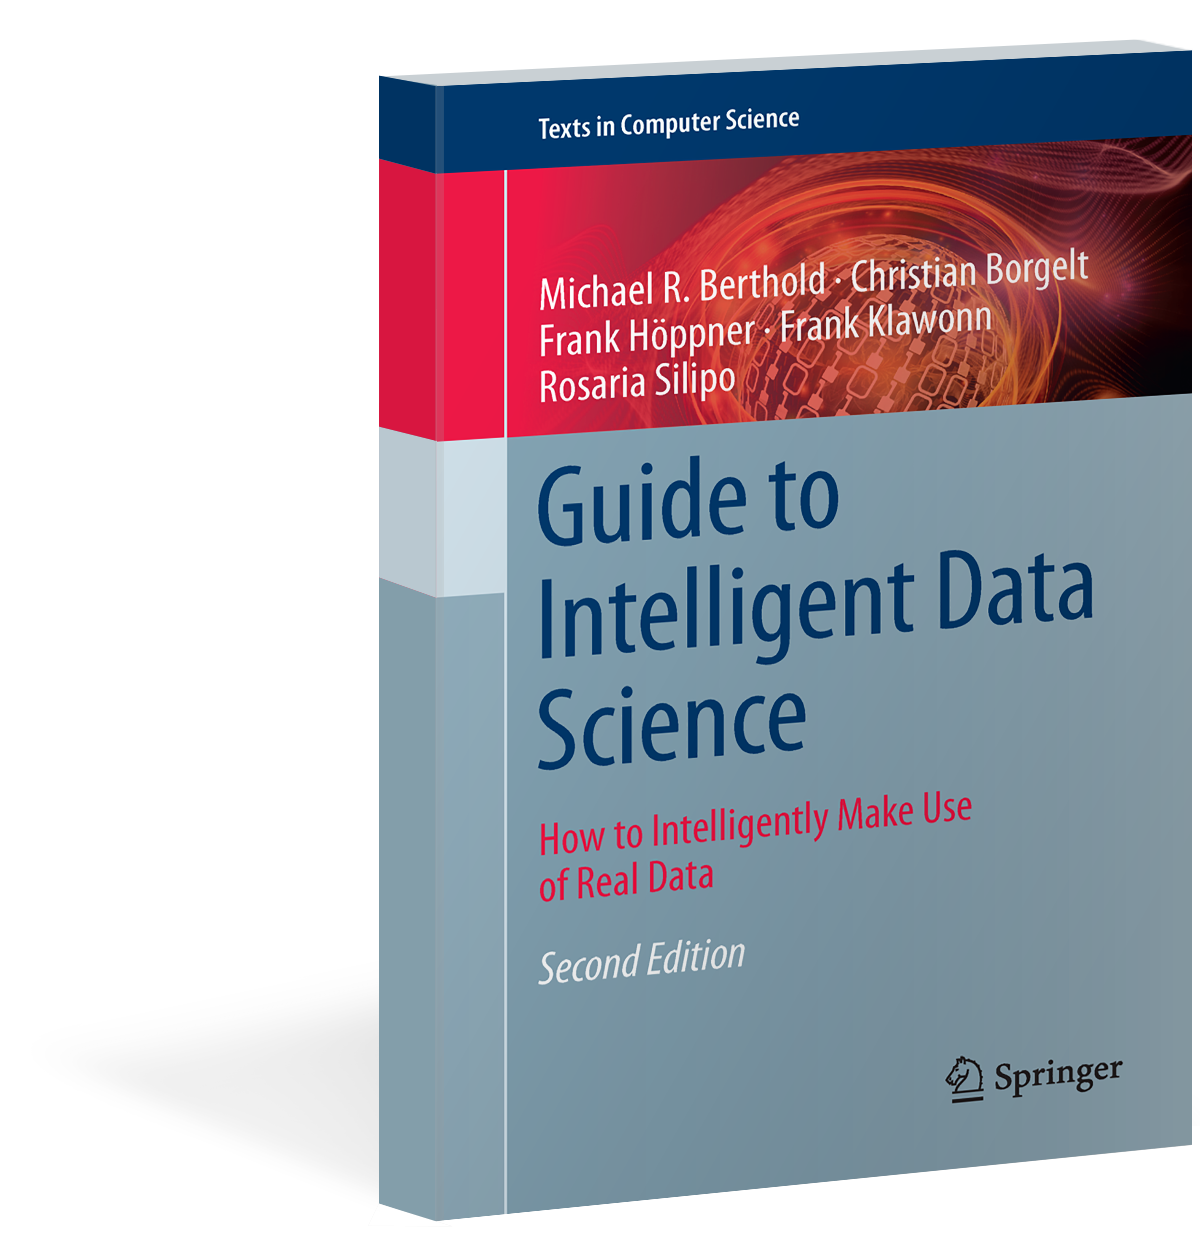 Texts in Computer Science
Michael R. Berthold · Christian Borgelt
Frank Höppner · Frank Klawonn
Rosaria Silipo
Guide to
Intelligent Data
Science
How to Intelligently Make Use
of Real Data
Second Edition
Springer